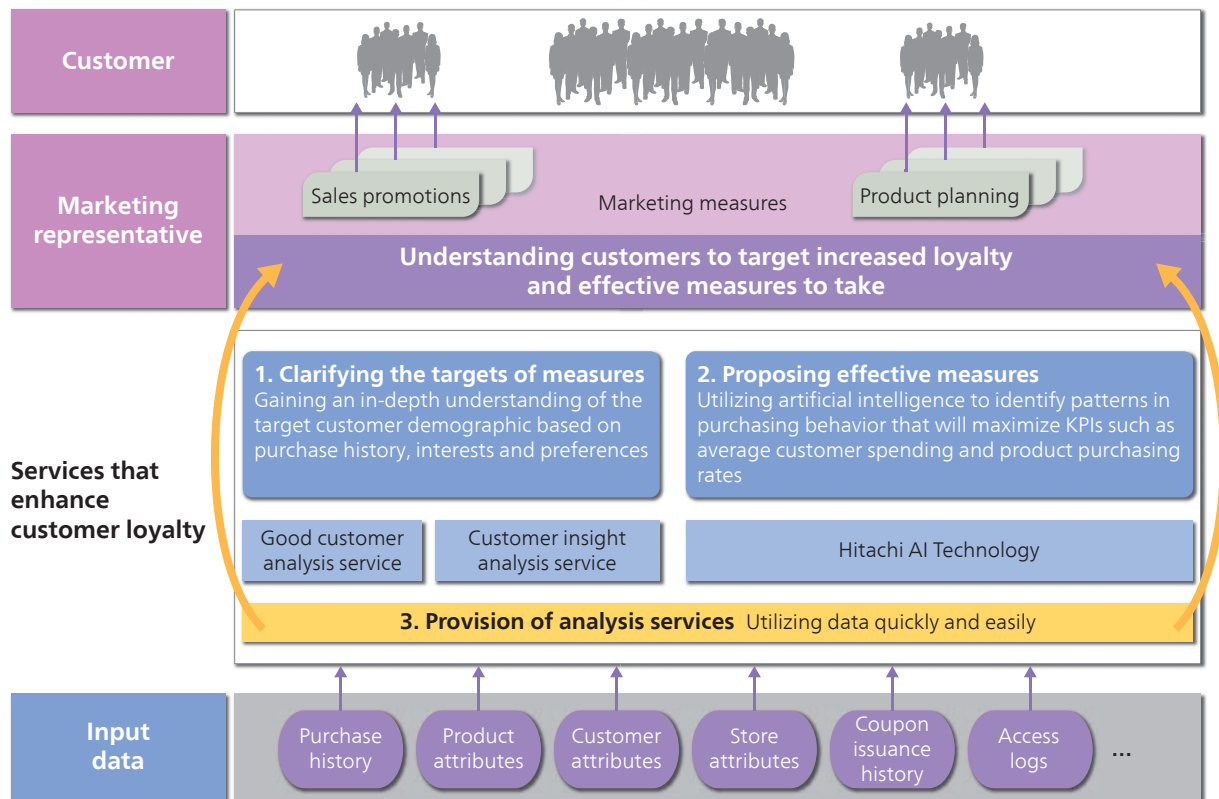 Customer
Marketing
representative
Sales promotions
Marketing measures
Product planning
Understanding customers to target increased loyalty
and effective measures to take
Services that
enhance
customer loyalty
1. Clarifying the targets of measures
Gaining an in-depth understanding of the
target customer demographic based on
purchase history, interests and preferences
2. Proposing effective measures
Utilizing artificial intelligence to identify patterns in
purchasing behavior that will maximize KPIs such as
average customer spending and product purchasing
rates
Good customer
analysis service
Customer insight
analysis service
Hitachi AI Technology
3. Provision of analysis services Utilizing data quickly and easily
Input
data
Purchase
history
Product
attributes
Customer
attributes
Store
attributes
Coupon
issuance
history
Access
logs
...